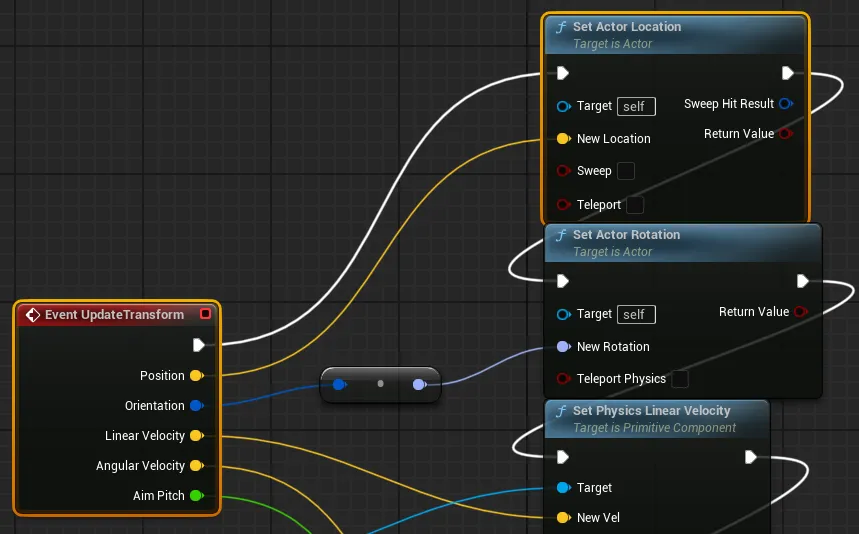 Set Actor Location
Target is Actor
Target self
Sweep Hit Result
New Location
Return Value
Sweep
Teleport
Set Actor Rotation
Target is Actor
Target self
Return Value
New Rotation
Teleport Physics
Event UpdateTransform
Position
Orientation
Linear Velocity
Angular Velocity
Aim Pitch
Set Physics Linear Velocity
Target is Primitive Component
Target
New Vel